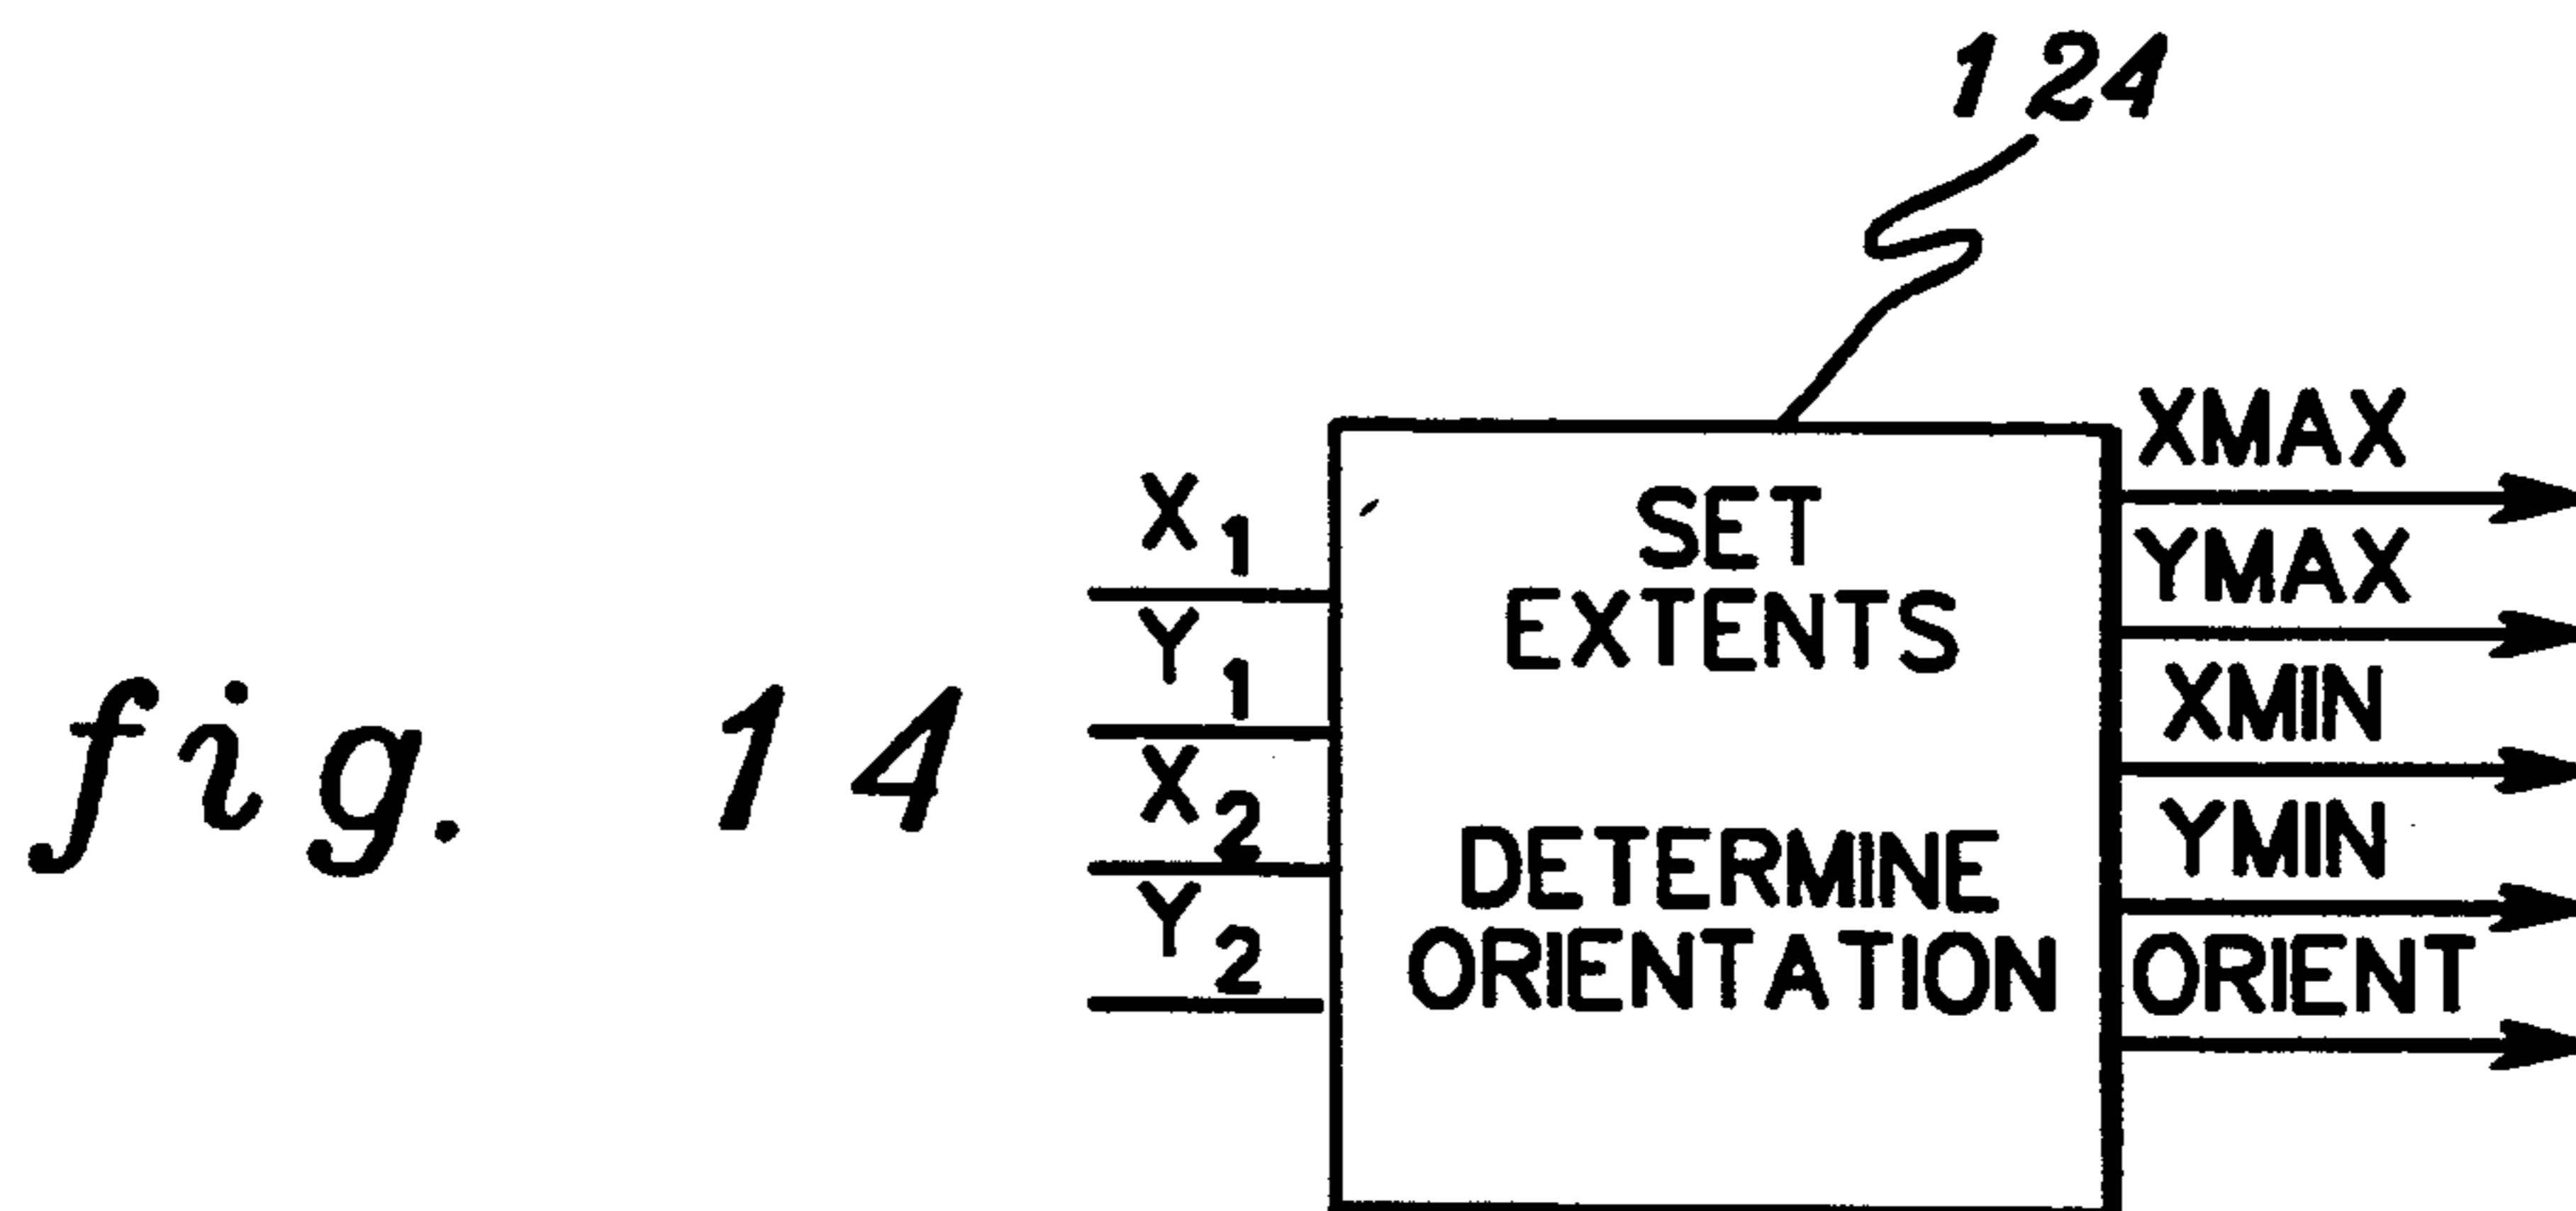 124
fig. 14
X1
Y1
X2
Y2
SET
EXTENTS
DETERMINE
ORIENTATION
XMAX
YMAX
XMIN
YMIN
ORIENT